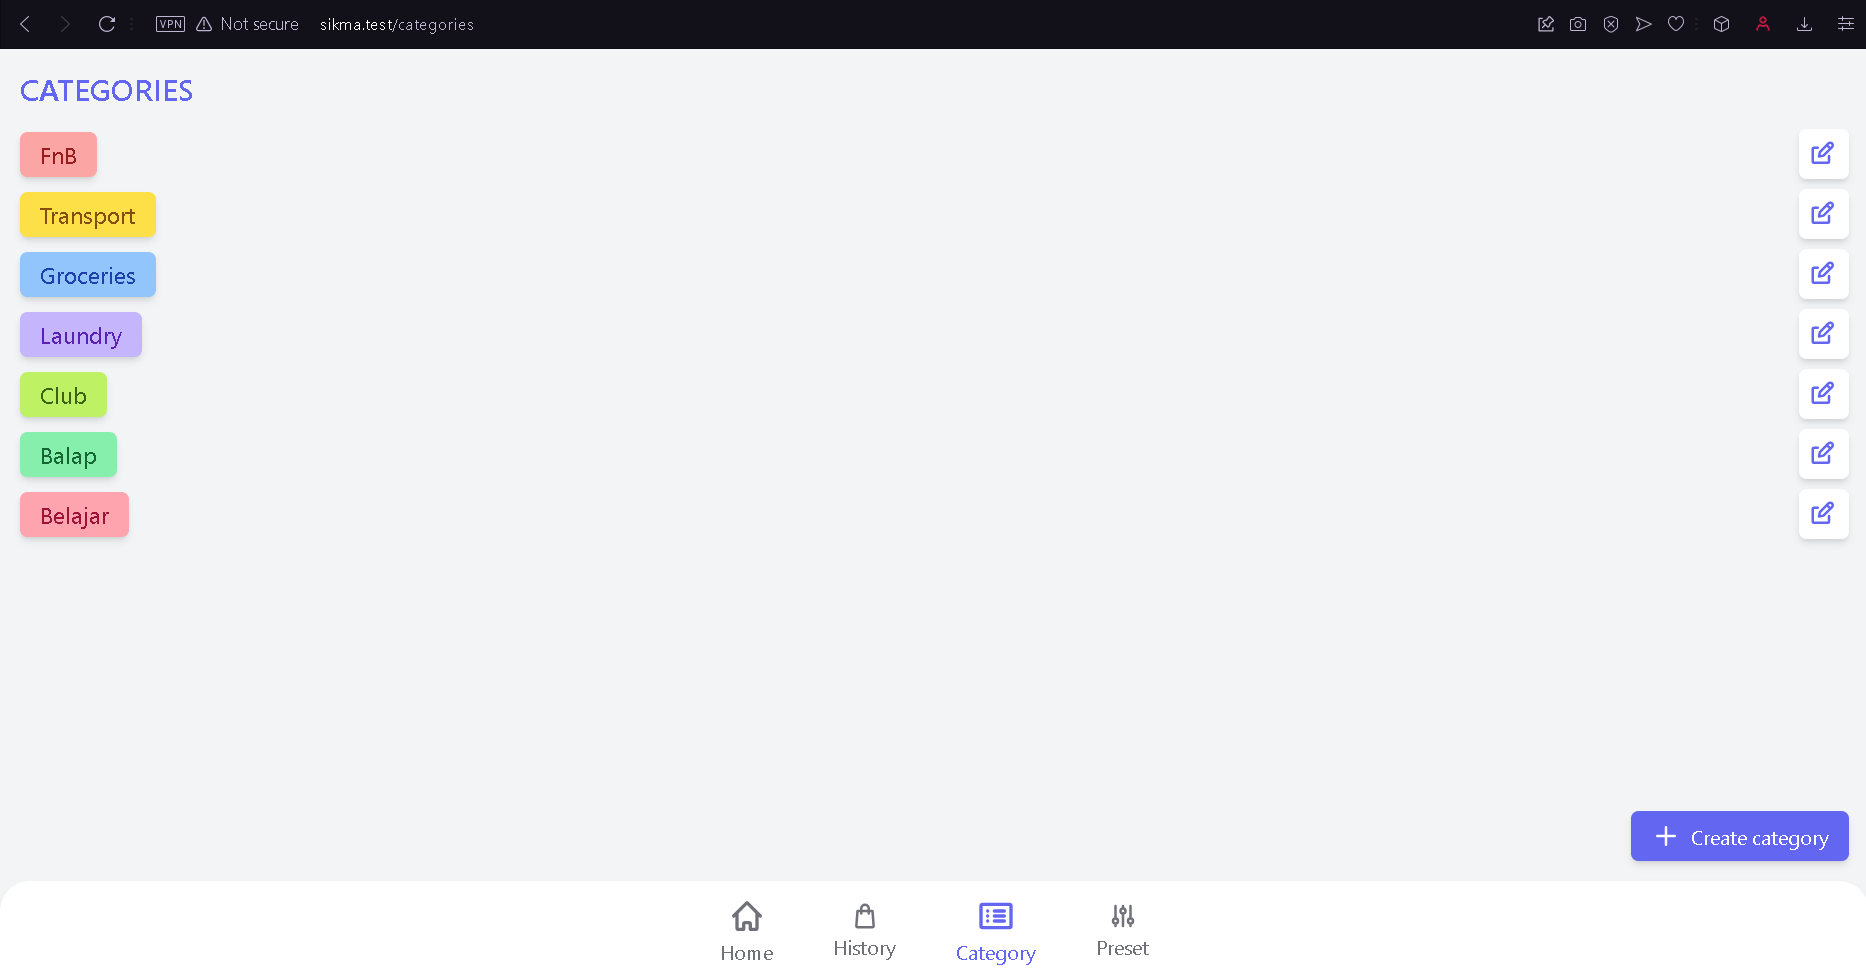 VPN Not secure sikma.test/categories
CATEGORIES
FnB
Transport
Groceries
Laundry
Club
Balap
Belajar
Create category
Home History Category Preset